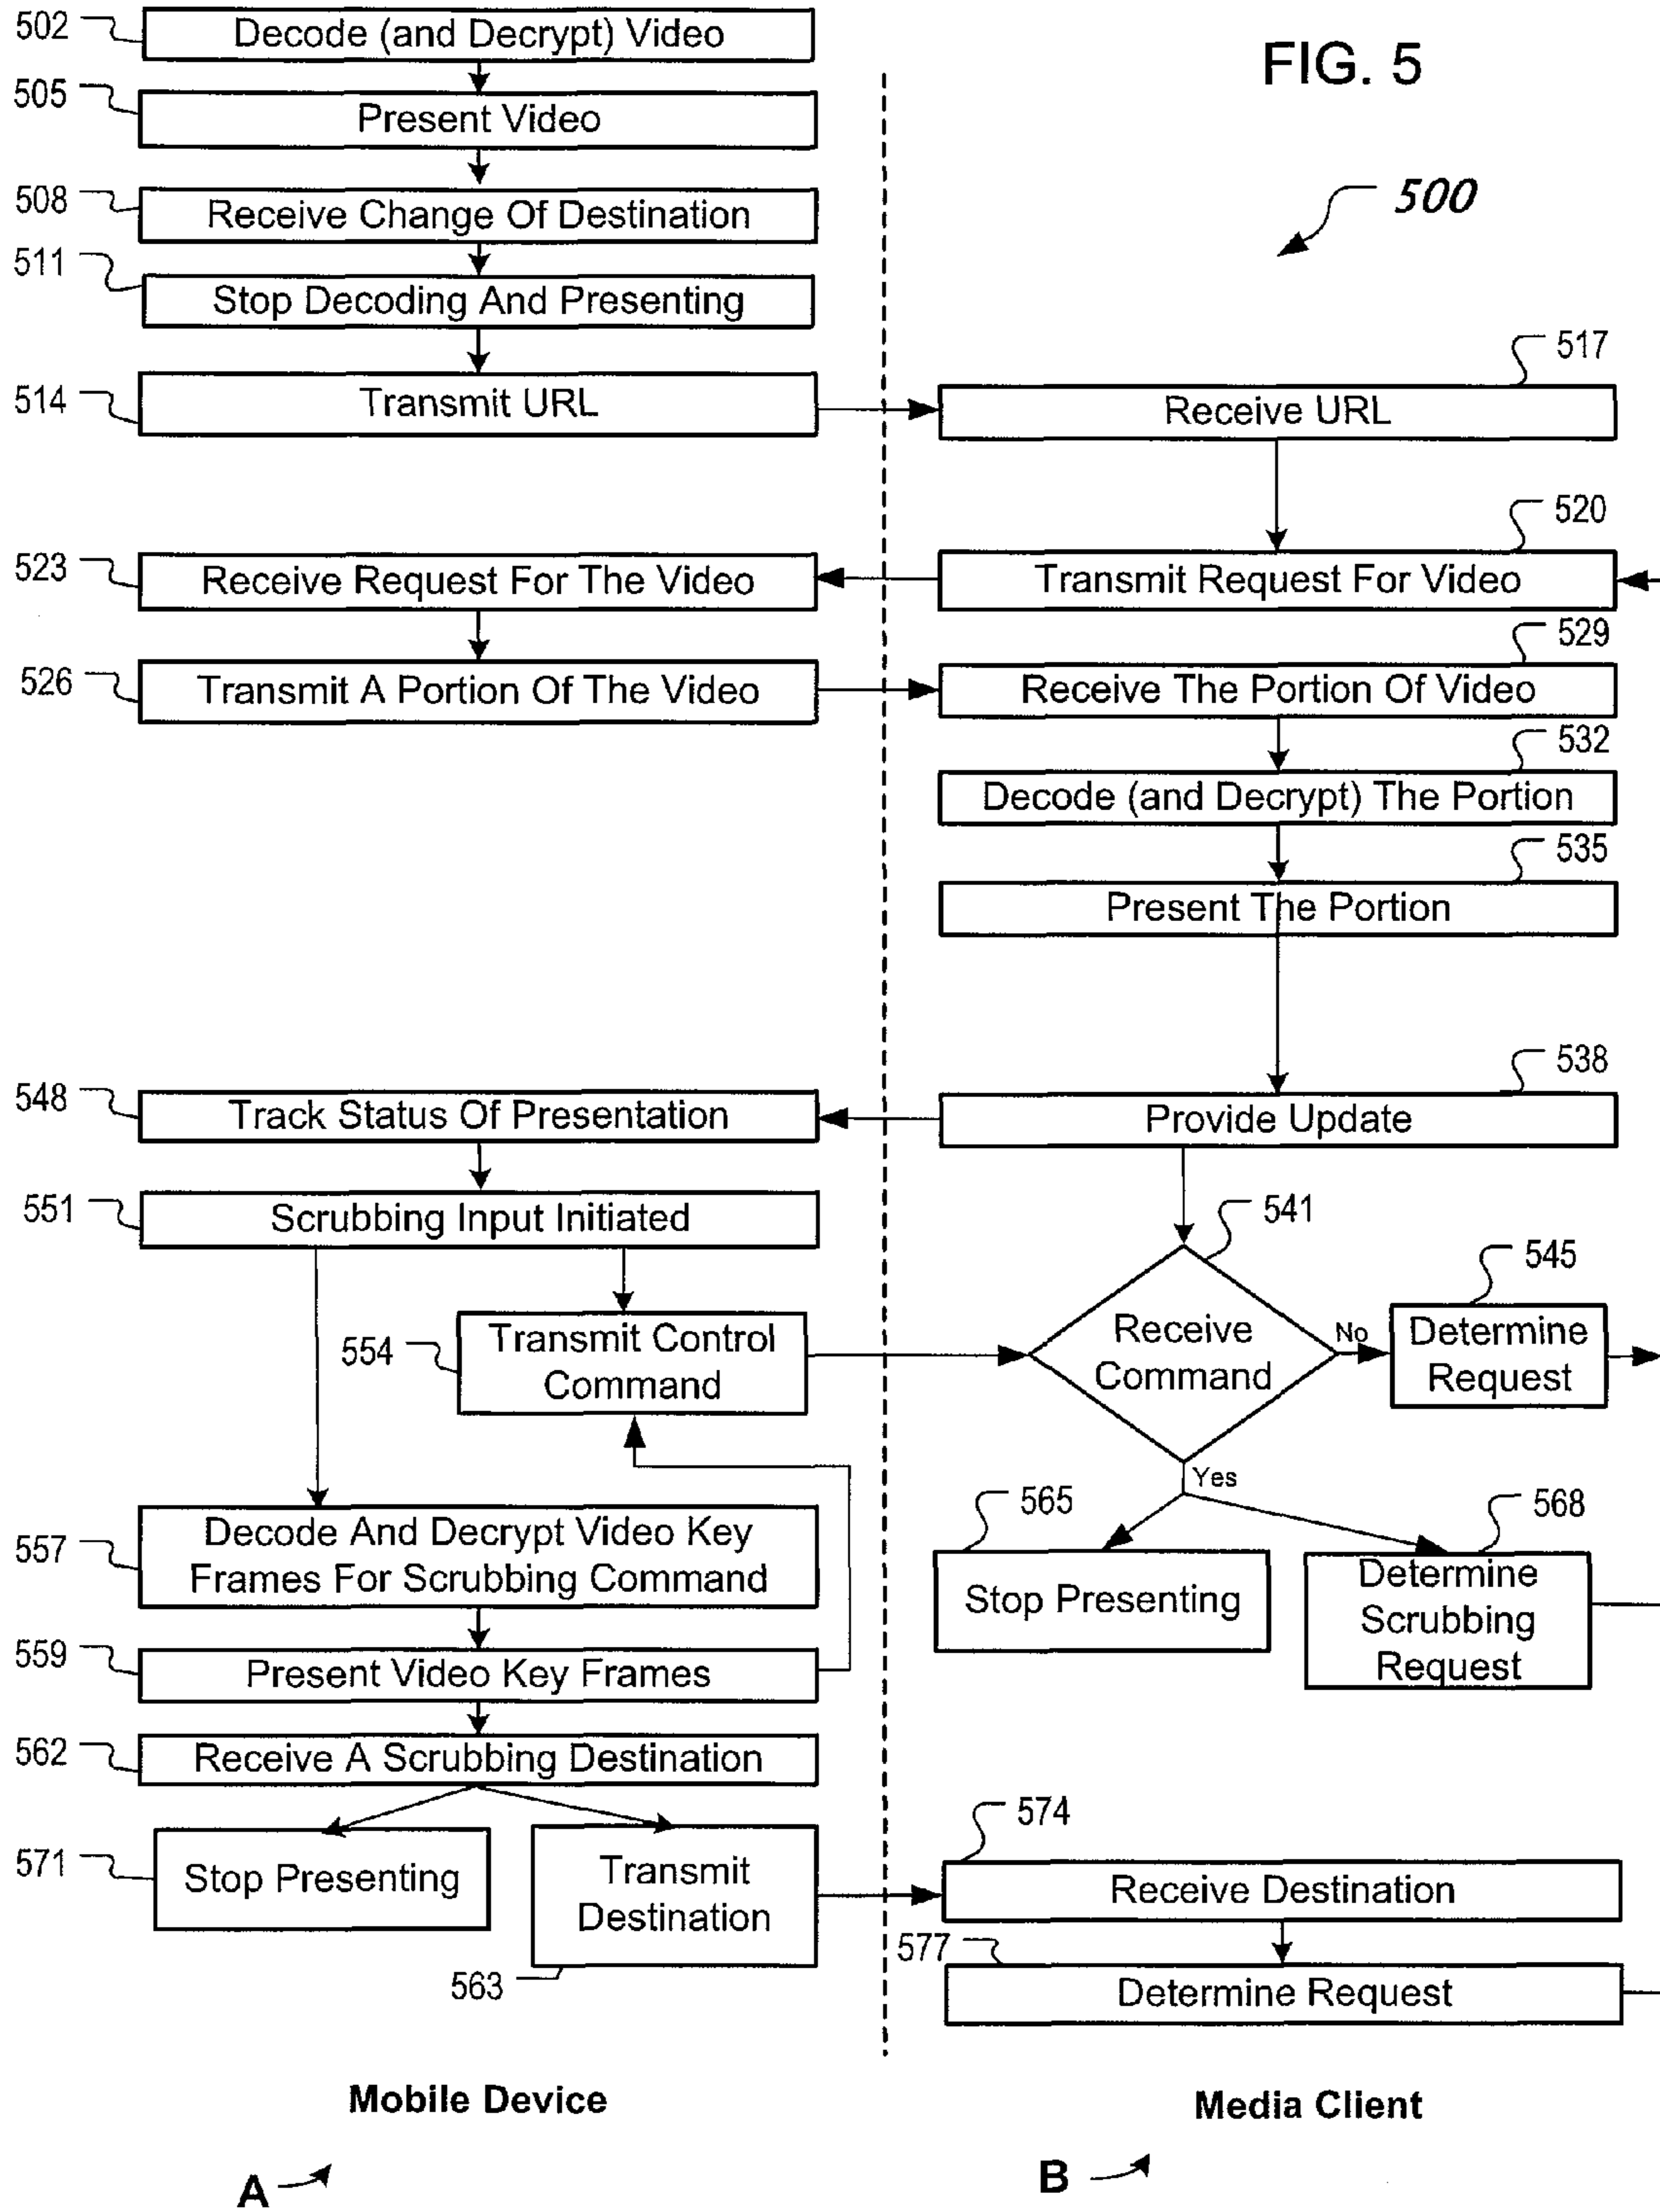 FIG. 5
500
502
Decode (and Decrypt) Video
505
Present Video
508
Receive Change Of Destination
511
Stop Decoding And Presenting
514
Transmit URL
517
Receive URL
520
Transmit Request For Video
523
Receive Request For The Video
526
Transmit A Portion Of The Video
529
Receive The Portion Of Video
532
Decode (and Decrypt) The Portion
535
Present The Portion
538
Provide Update
548
Track Status Of Presentation
551
Scrubbing Input Initiated
554
Transmit Control
Command
541
Receive
Command
No
545
Determine
Request
Yes
557
Decode And Decrypt Video Key
Frames For Scrubbing Command
559
Present Video Key Frames
565
Stop Presenting
568
Determine
Scrubbing
Request
562
Receive A Scrubbing Destination
571
Stop Presenting
Transmit
Destination
563
574
Receive Destination
577
Determine Request
Mobile Device
Media Client
A
B